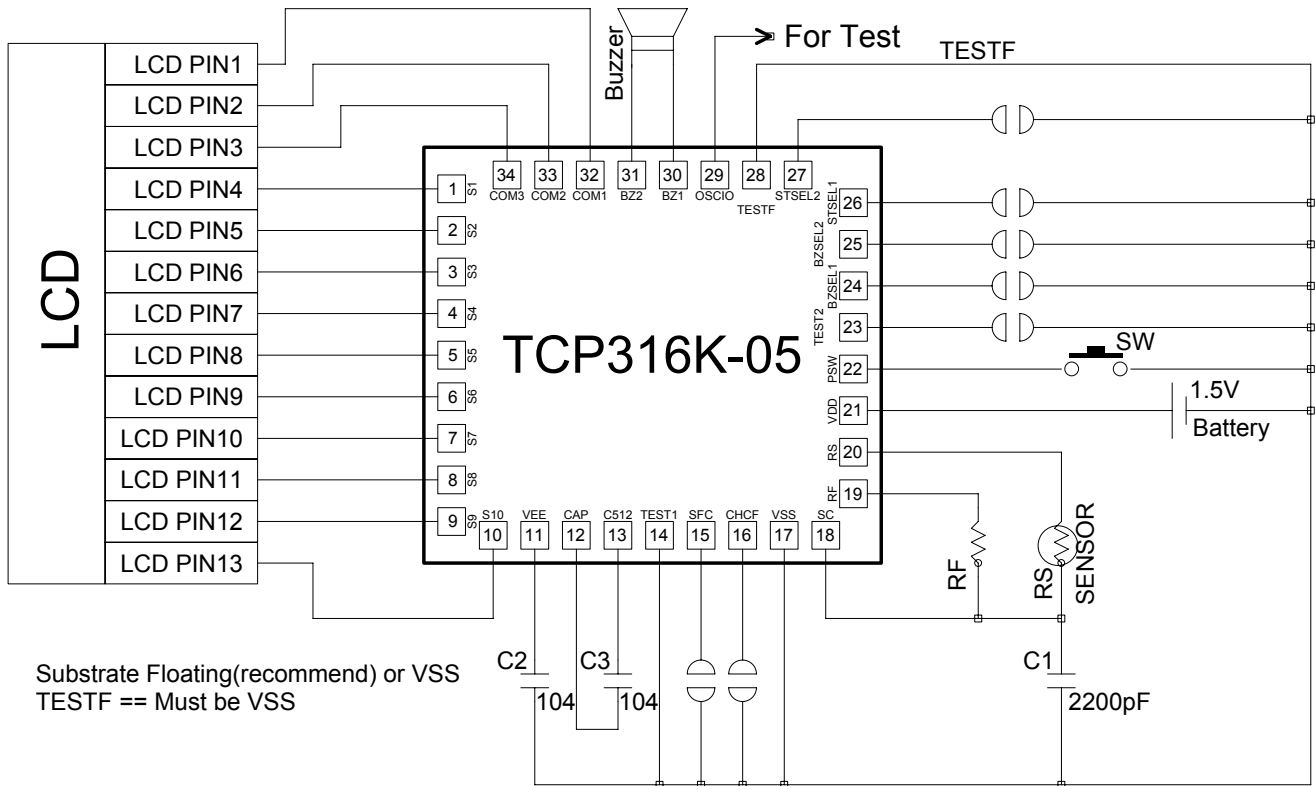 LCD
LCD PIN1
LCD PIN2
LCD PIN3
LCD PIN4
LCD PIN5
LCD PIN6
LCD PIN7
LCD PIN8
LCD PIN9
LCD PIN10
LCD PIN11
LCD PIN12
LCD PIN13
Buzzer
For Test
TESTF
34 33 32 31 30 29 28 27
COM3 COM2 COM1 BZ2 BZ1 OSCIO TESTF STSEL2
1 S1
2 S2
3 S3
4 S4
5 S5
6 S6
7 S7
8 S8
9 S9
TCP316K-05
STSEL1 26
BZSEL2 25
BZSEL1 24
TEST2 23
PSW 22
VDD 21
RS 20
RF 19
SW
1.5V
Battery
S10 VEE CAP C512 TEST1 SFC CHCF VSS SC
10 11 12 13 14 15 16 17 18
RF
RS
SENSOR
C2
104
C3
104
C1
2200pF
Substrate Floating(recommend) or VSS
TESTF == Must be VSS